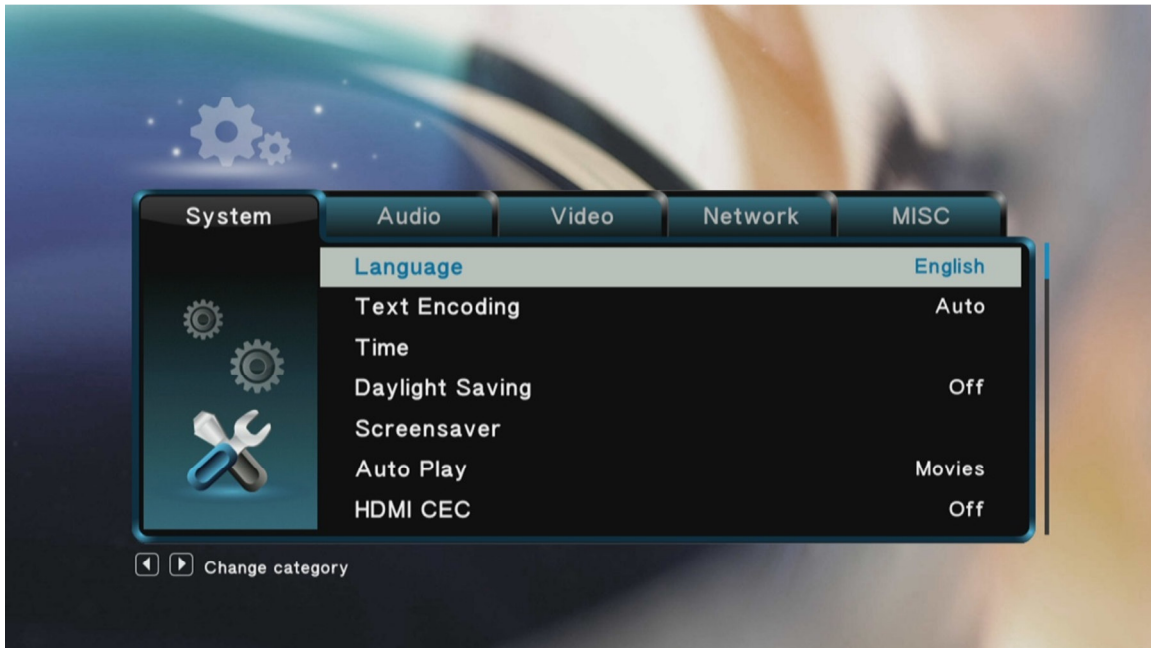 System Audio Video Network MISC
Language English
Text Encoding Auto
Time
Daylight Saving Off
Screensaver
Auto Play Movies
HDMI CEC Off
Change category